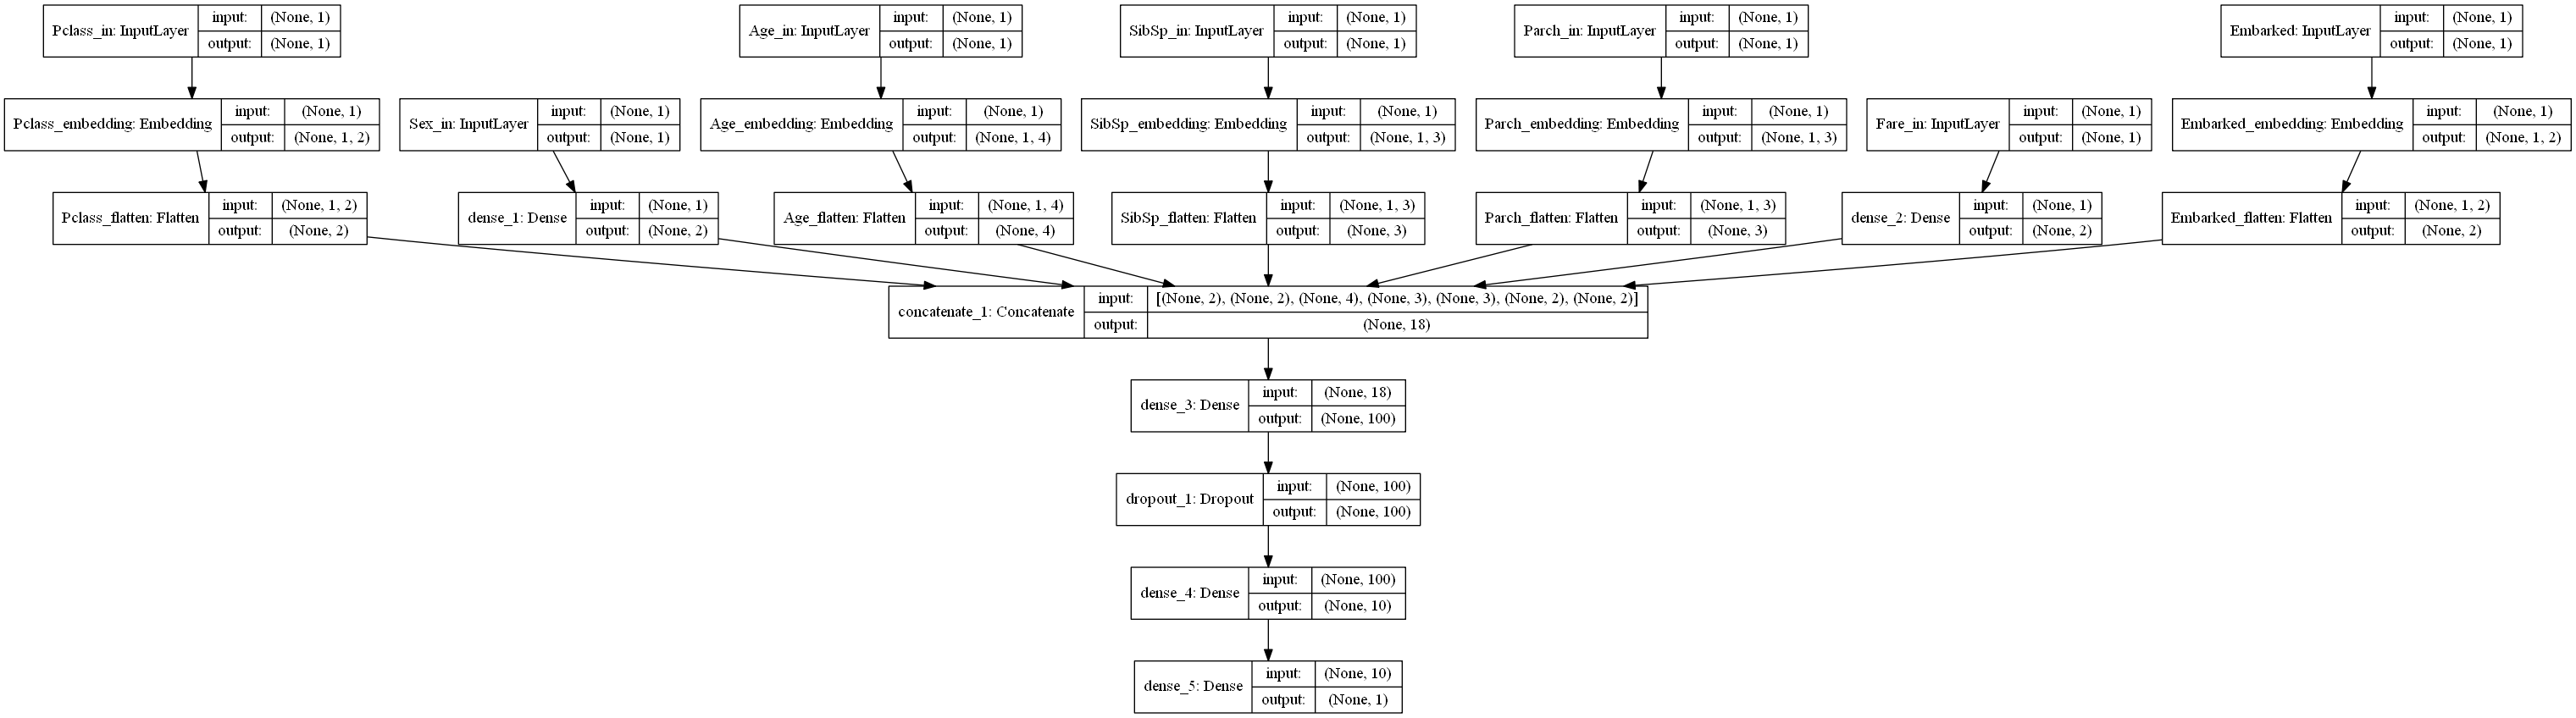 Pclass_in: InputLayer
input: (None, 1)
output: (None, 1)
Age_in: InputLayer
input: (None, 1)
output: (None, 1)
SibSp_in: InputLayer
input: (None, 1)
output: (None, 1)
Parch_in: InputLayer
input: (None, 1)
output: (None, 1)
Embarked: InputLayer
input: (None, 1)
output: (None, 1)
Pclass_embedding: Embedding
input: (None, 1)
output: (None, 1, 2)
Sex_in: InputLayer
input: (None, 1)
output: (None, 1)
Age_embedding: Embedding
input: (None, 1)
output: (None, 1, 4)
SibSp_embedding: Embedding
input: (None, 1)
output: (None, 1, 3)
Parch_embedding: Embedding
input: (None, 1)
output: (None, 1, 3)
Fare_in: InputLayer
input: (None, 1)
output: (None, 1)
Embarked_embedding: Embedding
input: (None, 1)
output: (None, 1, 2)
Pclass_flatten: Flatten
input: (None, 1, 2)
output: (None, 2)
dense_1: Dense
input: (None, 1)
output: (None, 2)
Age_flatten: Flatten
input: (None, 1, 4)
output: (None, 4)
SibSp_flatten: Flatten
input: (None, 1, 3)
output: (None, 3)
Parch_flatten: Flatten
input: (None, 1, 3)
output: (None, 3)
dense_2: Dense
input: (None, 1)
output: (None, 2)
Embarked_flatten: Flatten
input: (None, 1, 2)
output: (None, 2)
concatenate_1: Concatenate
input: [(None, 2), (None, 2), (None, 4), (None, 3), (None, 3), (None, 2), (None, 2)]
output: (None, 18)
dense_3: Dense
input: (None, 18)
output: (None, 100)
dropout_1: Dropout
input: (None, 100)
output: (None, 100)
dense_4: Dense
input: (None, 100)
output: (None, 10)
dense_5: Dense
input: (None, 10)
output: (None, 1)